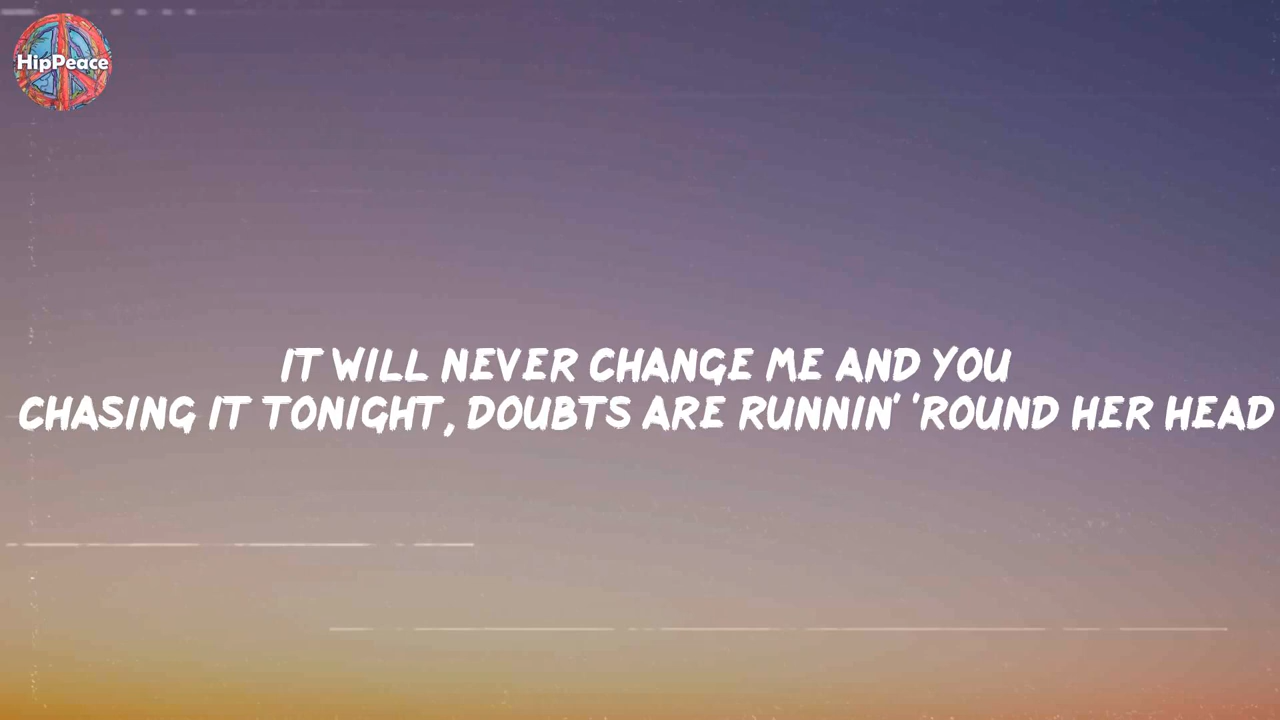 HipPeace
IT WILL NEVER CHANGE ME AND YOU
CHASING IT TONIGHT, DOUBTS ARE RUNNIN' 'ROUND HER HEAD